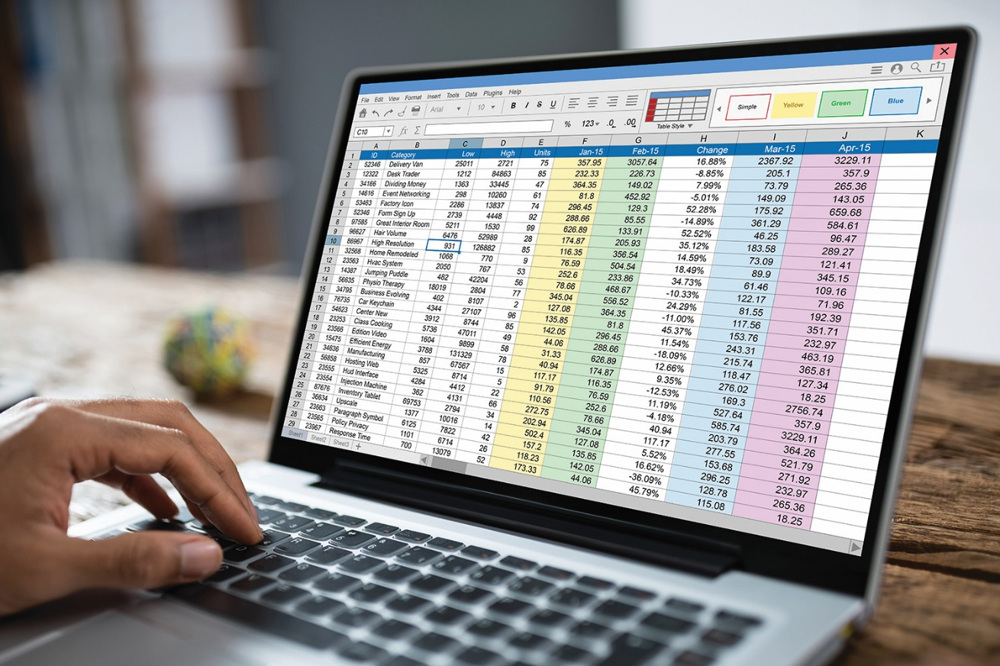 File Edit View Format Insert Tools Data Plugins Help
Arial 10 B I S U
Table Style
Simple Yellow Green Blue
C10 fx Σ % 123 .0 .00
A B C D E F G H I J K
1 ID Category Low High Units Jan-15 Feb-15 Change Mar-15 Apr-15
2 52346 Delivery Van 25011 2721 75 357.95 3057.64 16.88% 2367.92 3229.11
3 12322 Desk Trader 1212 84863 85 232.33 226.73 -8.85% 205.1 357.9
4 34166 Dividing Money 1363 33445 47 364.35 149.02 7.99% 73.79 265.36
5 14616 Event Networking 298 10260 61 81.8 452.92 -5.01% 149.09 143.05
6 53463 Factory Icon 2286 13837 74 296.45 129.3 52.28% 175.92 659.68
7 52346 Form Sign Up 2739 4448 92 288.66 85.55 -14.89% 361.29 584.61
8 97585 Great Interior Room 5211 1530 99 626.89 133.91 52.52% 46.25 96.47
9 96627 Hair Volume 6476 52989 28 174.87 205.93 35.12% 183.58 289.27
10 86967 High Resolution 931 126882 85 116.35 356.54 14.59% 73.09 121.41
11 32568 Home Remodeled 1068 770 9 76.59 504.54 18.49% 89.9 345.15
12 23563 Hvac System 2050 767 53 252.6 233.86 34.73% 61.46 109.16
13 14387 Jumping Puddle 482 42204 56 78.66 468.67 -10.33% 122.17 71.96
14 56635 Physio Therapy 18019 2804 77 345.04 556.52 24.29% 81.55 192.39
15 34795 Business Evolving 402 8107 2 127.08 364.35 -11.00% 117.56 351.71
16 76735 Car Keychain 4344 27107 96 135.85 81.8 45.37% 153.76 232.97
17 54623 Center New 3912 8744 85 142.05 296.45 11.54% 243.31 463.19
18 23253 Class Cooking 5736 47011 49 44.06 288.66 -18.09% 215.74 365.81
19 23566 Edition Video 1604 9899 58 31.33 626.89 12.66% 118.47 127.34
20 15475 Efficient Energy 3788 131329 78 40.94 174.87 9.35% 276.02 18.25
21 34636 Manufacturing 857 67567 15 117.17 116.35 -12.53% 169.3 2756.74
22 56858 Hosting Web 5325 8714 5 91.79 76.59 11.19% 527.64 357.9
23 23555 Hud Interface 4284 4412 22 110.56 252.6 -4.18% 585.74 3229.11
24 23554 Injection Machine 362 4131 66 272.75 78.66 40.94 203.79 364.26
25 87676 Inventory Tablet 69753 2794 34 202.94 345.04 117.17 277.55 521.79
26 36634 Upscale 1377 10016 14 502.4 127.08 5.52% 153.68 271.92
27 23663 Paragraph Symbol 6125 7822 42 157.2 135.85 16.62% 296.25 232.97
28 23565 Policy Privacy 1101 6714 26 118.23 142.05 -36.09% 128.78 265.36
29 23967 Response Time 700 13079 52 173.33 44.06 45.79% 115.08 18.25
Sheet1 Sheet2 Sheet3 +